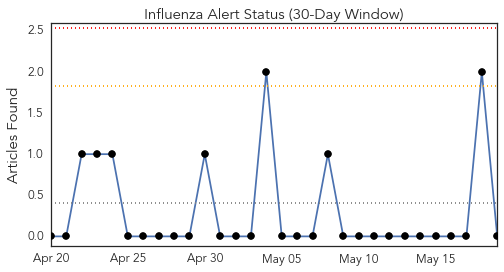 Influenza Alert Status (30-Day Window)
Articles Found
2.5
2.0
1.5
1.0
0.5
0.0
Apr 20
Apr 25
Apr 30
May 05
May 10
May 15